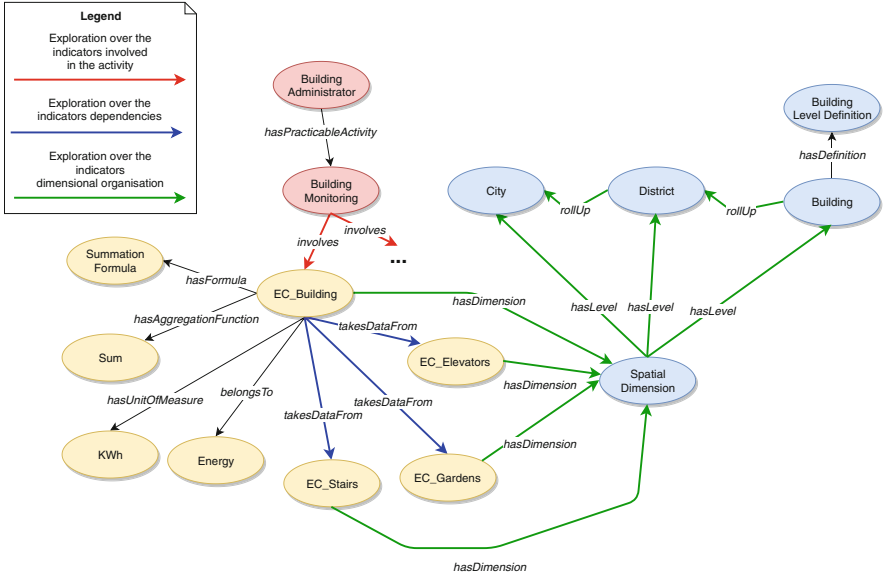 Legend
Exploration over the
indicators involved
in the activity
Exploration over the
indicators dependencies
Exploration over the
indicators
dimensional organisation
Building
Administrator
hasPracticableActivity
Building
Monitoring
involves
involves
...
City
rollUp
District
rollUp
Building
hasDefinition
Building
Level Definition
Summation
Formula
hasFormula
EC_Building
hasDimension
hasLevel
hasLevel
hasLevel
hasAggregationFunction
Sum
takesDataFrom
EC_Elevators
hasDimension
Spatial
Dimension
hasUnitOfMeasure
belongsTo
takesDataFrom
takesDataFrom
hasDimension
KWh
Energy
EC_Stairs
EC_Gardens
hasDimension